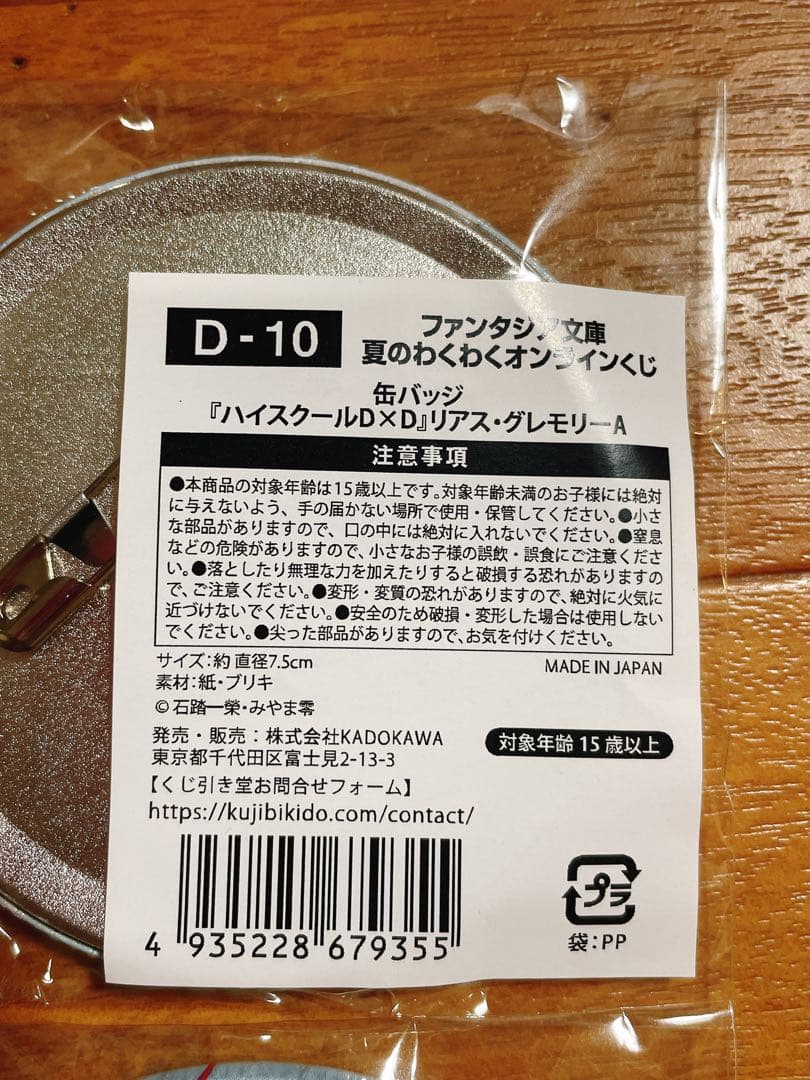 D-10
ファンタジア文庫
夏のわくわくオンラインくじ
缶バッジ
『ハイスクールD×D』リアス・グレモリーA
注意事項
●本商品の対象年齢は15歳以上です。対象年齢未満のお子様には絶対
に与えないよう、手の届かない場所で使用・保管してください。●小さ
な部品がありますので、口の中には絶対に入れないでください。●窒息
などの危険がありますので、小さなお子様の誤飲・誤食にご注意くださ
い。●落としたり無理な力を加えたりすると破損する恐れがありますの
で、ご注意ください。●変形・変質の恐れがありますので、絶対に火気に
近づけないでください。●安全のため破損・変形した場合は使用しない
でください。●尖った部品がありますので、お気を付けください。
サイズ:約 直径7.5cm
MADE IN JAPAN
素材:紙・ブリキ
© 石踏一榮・みやま零
発売・販売:株式会社KADOKAWA
東京都千代田区富士見2-13-3
対象年齢 15 歳以上
【くじ引き堂お問合せフォーム】
https://kujibikido.com/contact/
4 935228 679355
プラ
袋:PP